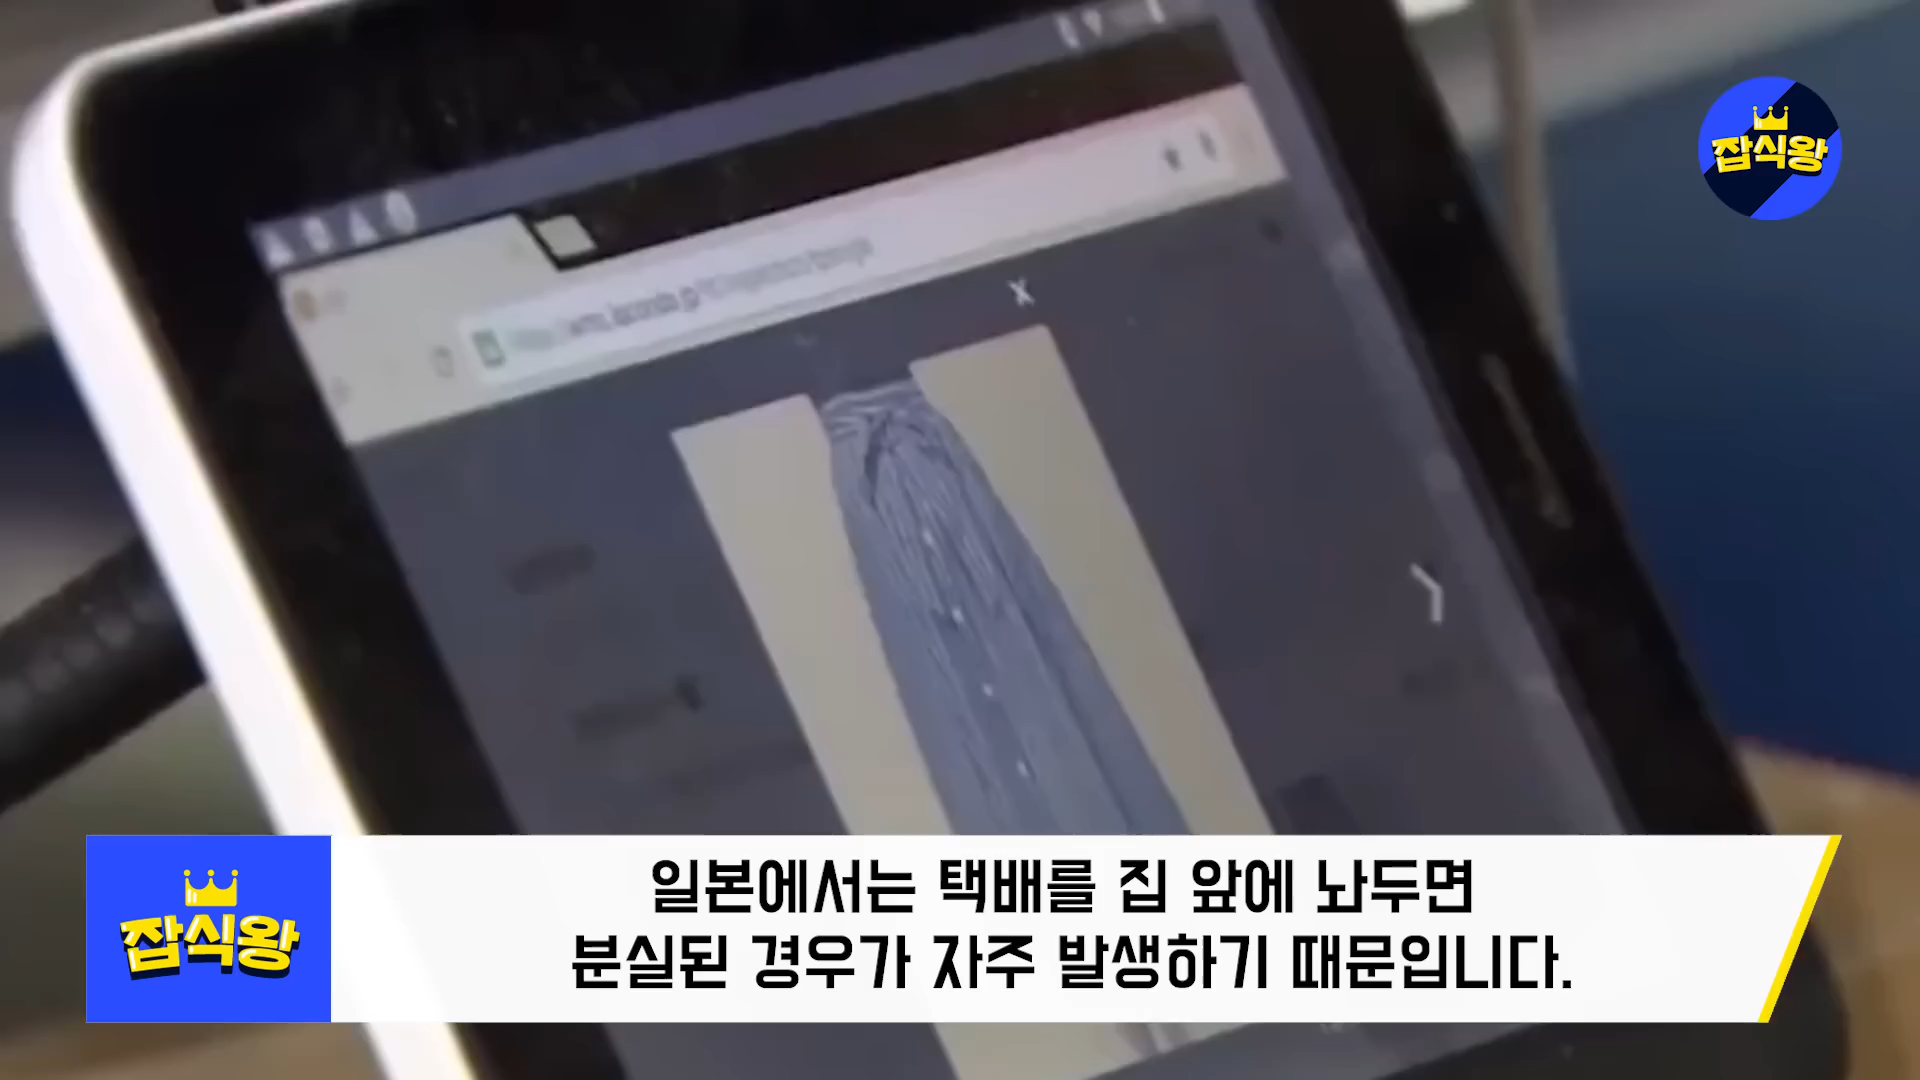 잡식왕
잡식왕
일본에서는 택배를 집 앞에 놔두면
분실된 경우가 자주 발생하기 때문입니다.